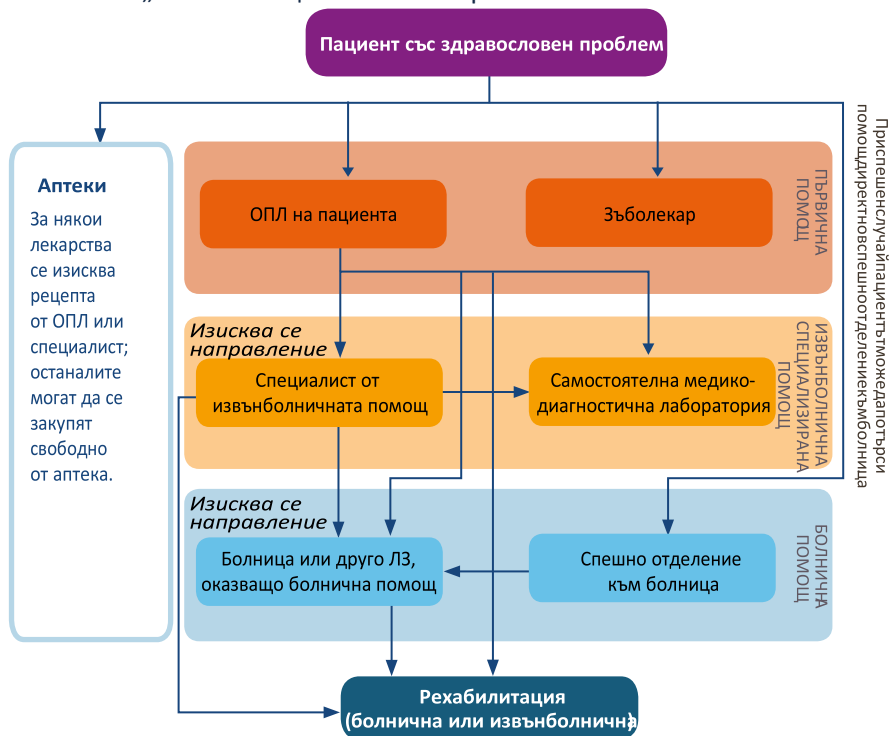 Пациент със здравословен проблем
Аптеки
За някои
лекарства
се изисква
рецепта
от ОПЛ или
специалист;
останалите
могат да се
закупят
свободно
от аптека.
ОПЛ на пациента
Зъболекар
ПЪРВИЧНА
ПОМОЩ
Изисква се
направление
Специалист от
извънболничната помощ
Самостоятелна медико-
диагностична лаборатория
ИЗВЪНБОЛНИЧНА
СПЕЦИАЛИЗИРАНА
ПОМОЩ
Изисква се
направление
Болница или друго ЛЗ,
оказващо болнична помощ
Спешно отделение
към болница
БОЛНИЧНА
ПОМОЩ
Приспешенслучайпациентътможедапотърси
помощдиректновспешноотделениекъмболница
Рехабилитация
(болнична или извънболнична)